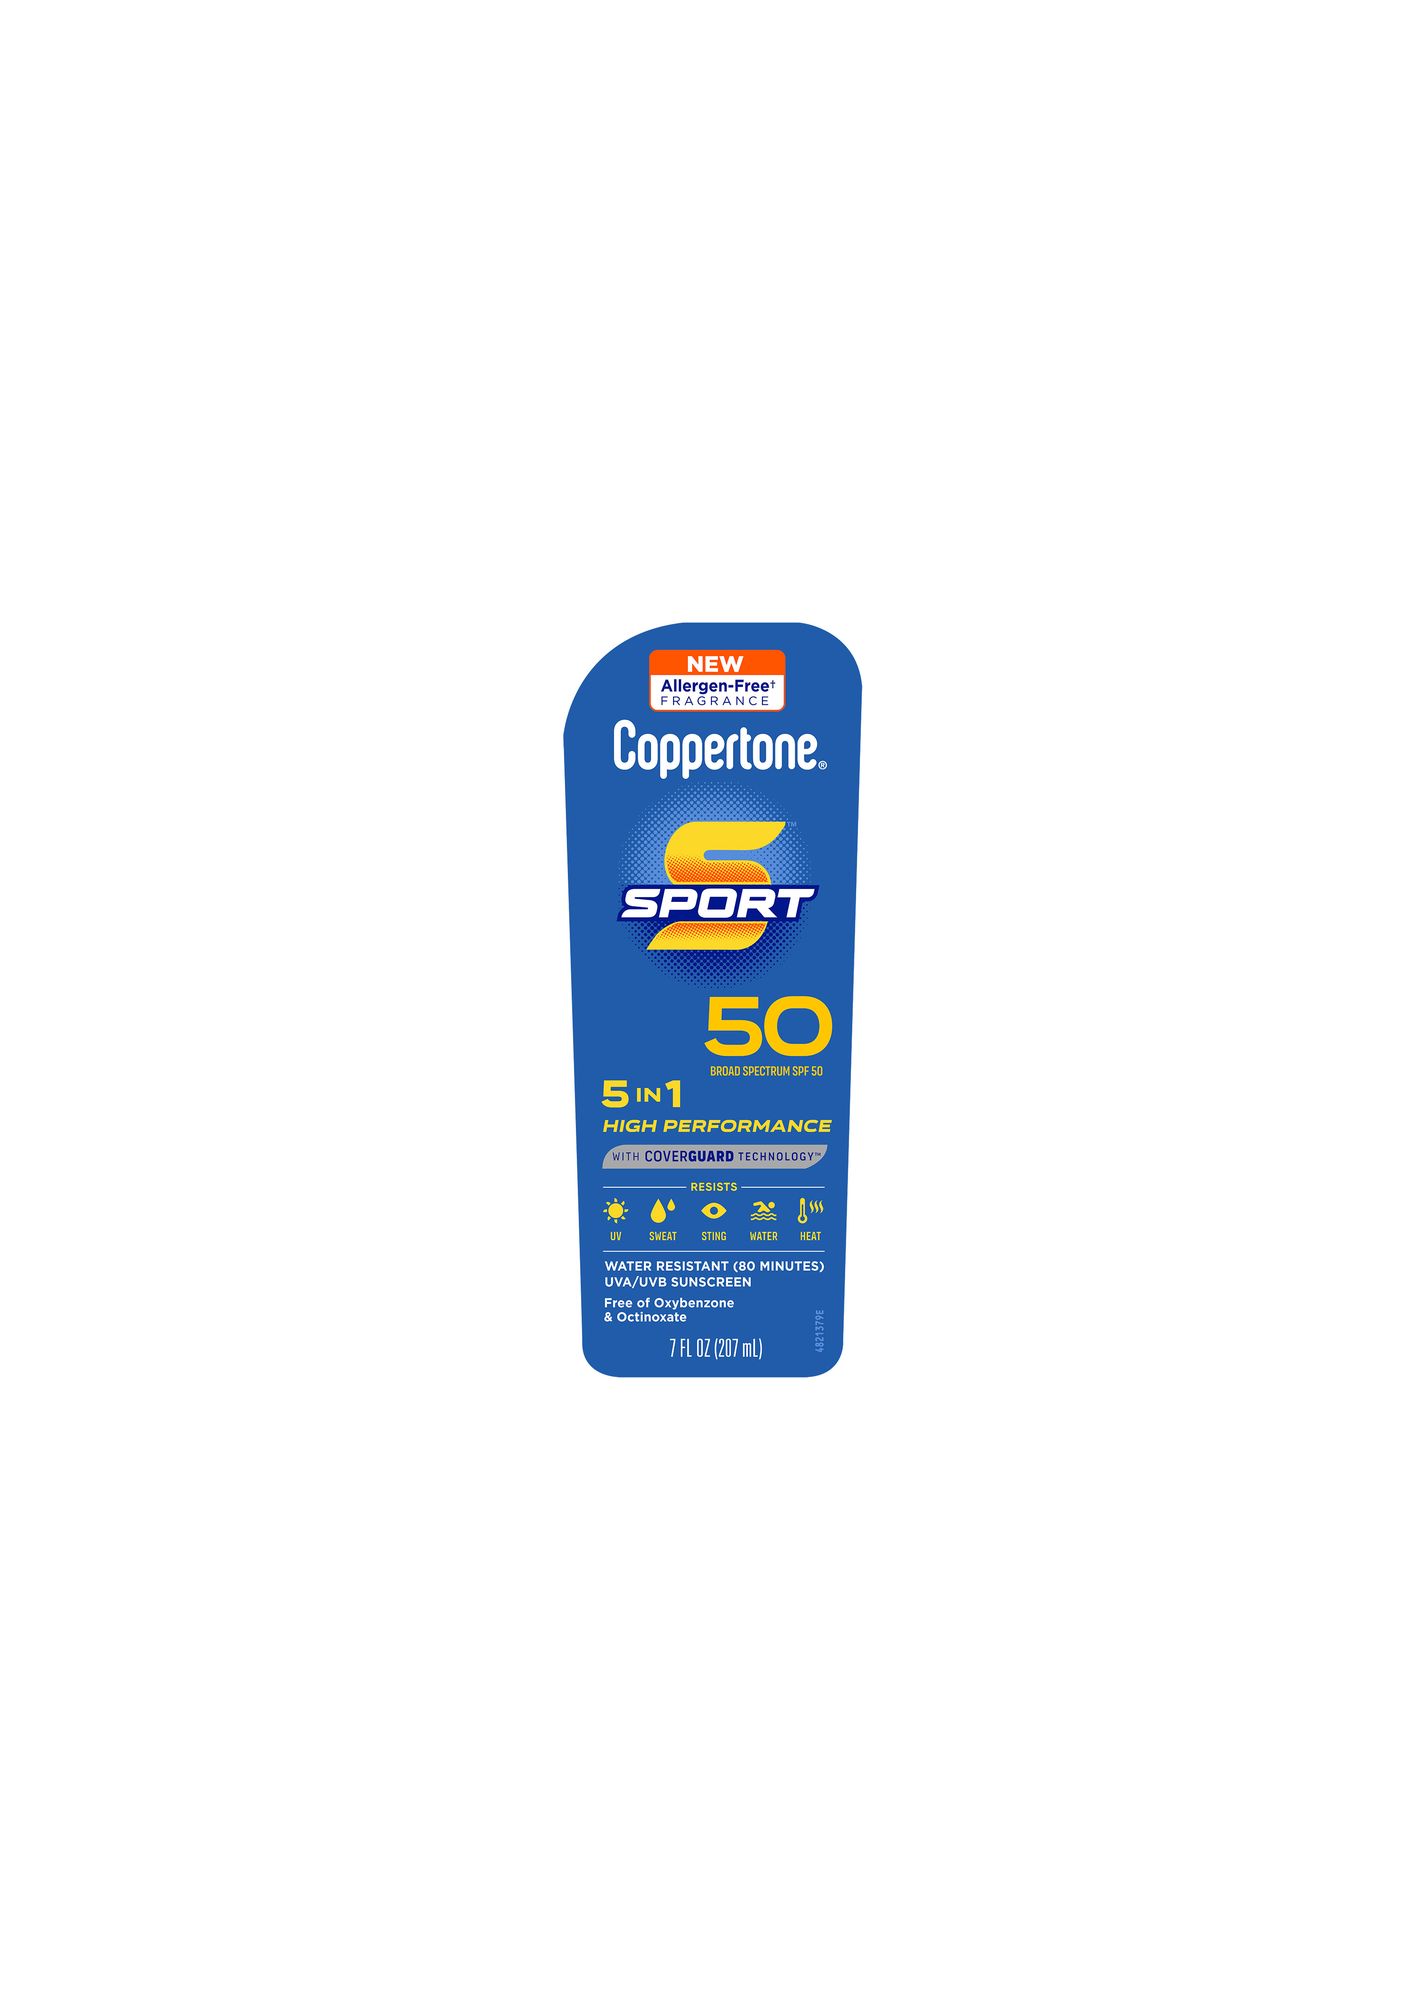 NEW
Allergen-Free†
FRAGRANCE
Coppertone®
S™
SPORT
50
BROAD SPECTRUM SPF 50
5 IN 1
HIGH PERFORMANCE
WITH COVERGUARD TECHNOLOGY™
RESISTS
UV SWEAT STING WATER HEAT
WATER RESISTANT (80 MINUTES)
UVA/UVB SUNSCREEN
Free of Oxybenzone
& Octinoxate
4821379E
7 FL OZ (207 mL)